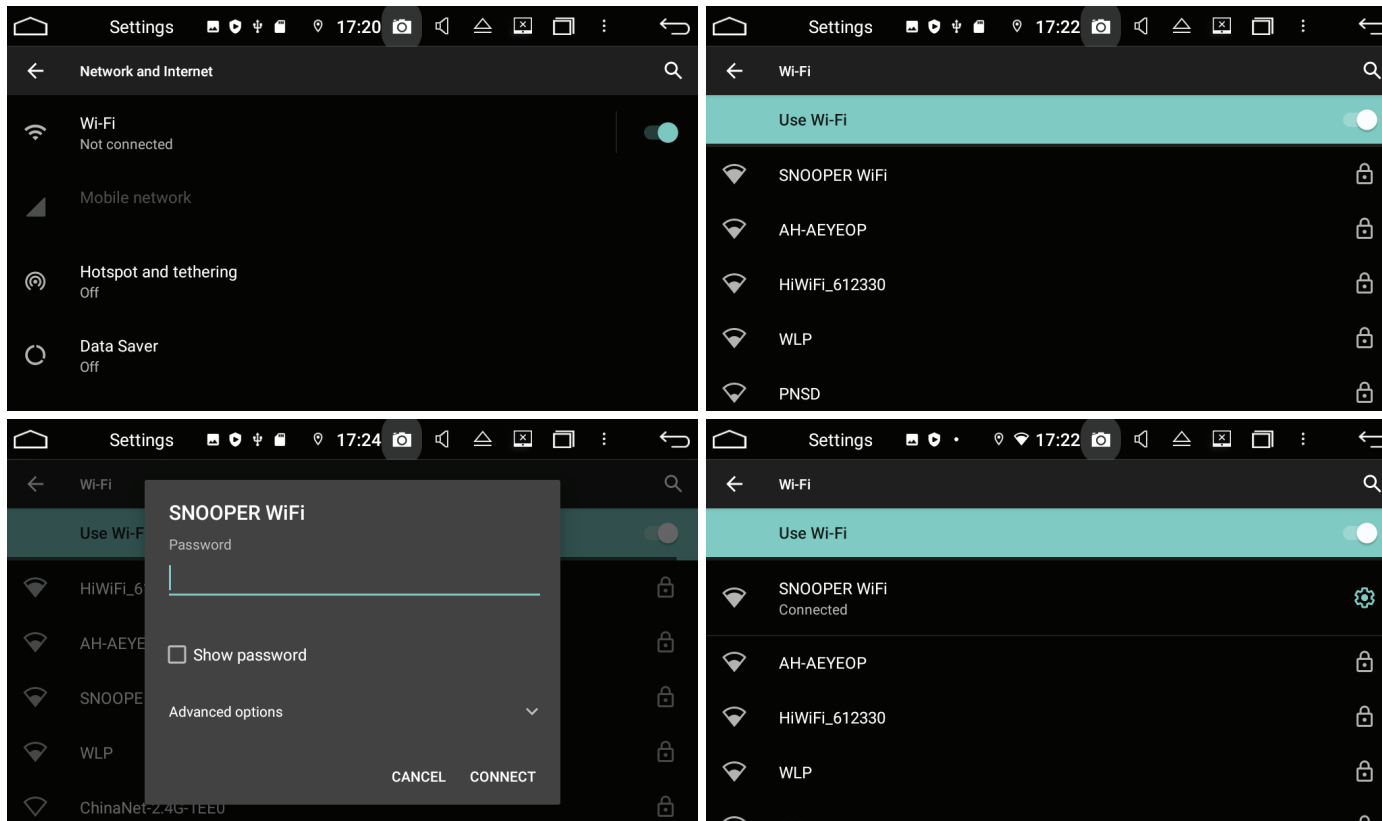 Settings 17:20
Network and Internet
Wi-Fi
Not connected
Mobile network
Hotspot and tethering
Off
Data Saver
Off
Settings 17:22
Wi-Fi
Use Wi-Fi
SNOOPER WiFi
AH-AEYEOP
HiWiFi_612330
WLP
PNSD
Settings 17:24
Wi-Fi
Use Wi-F
HiWiFi_6
AH-AEYE
SNOOPE
WLP
ChinaNet-2.4G-1EE0
SNOOPER WiFi
Password
Show password
Advanced options
CANCEL CONNECT
Settings 17:22
Wi-Fi
Use Wi-Fi
SNOOPER WiFi
Connected
AH-AEYEOP
HiWiFi_612330
WLP